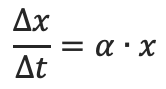 Δx/Δt = α · x